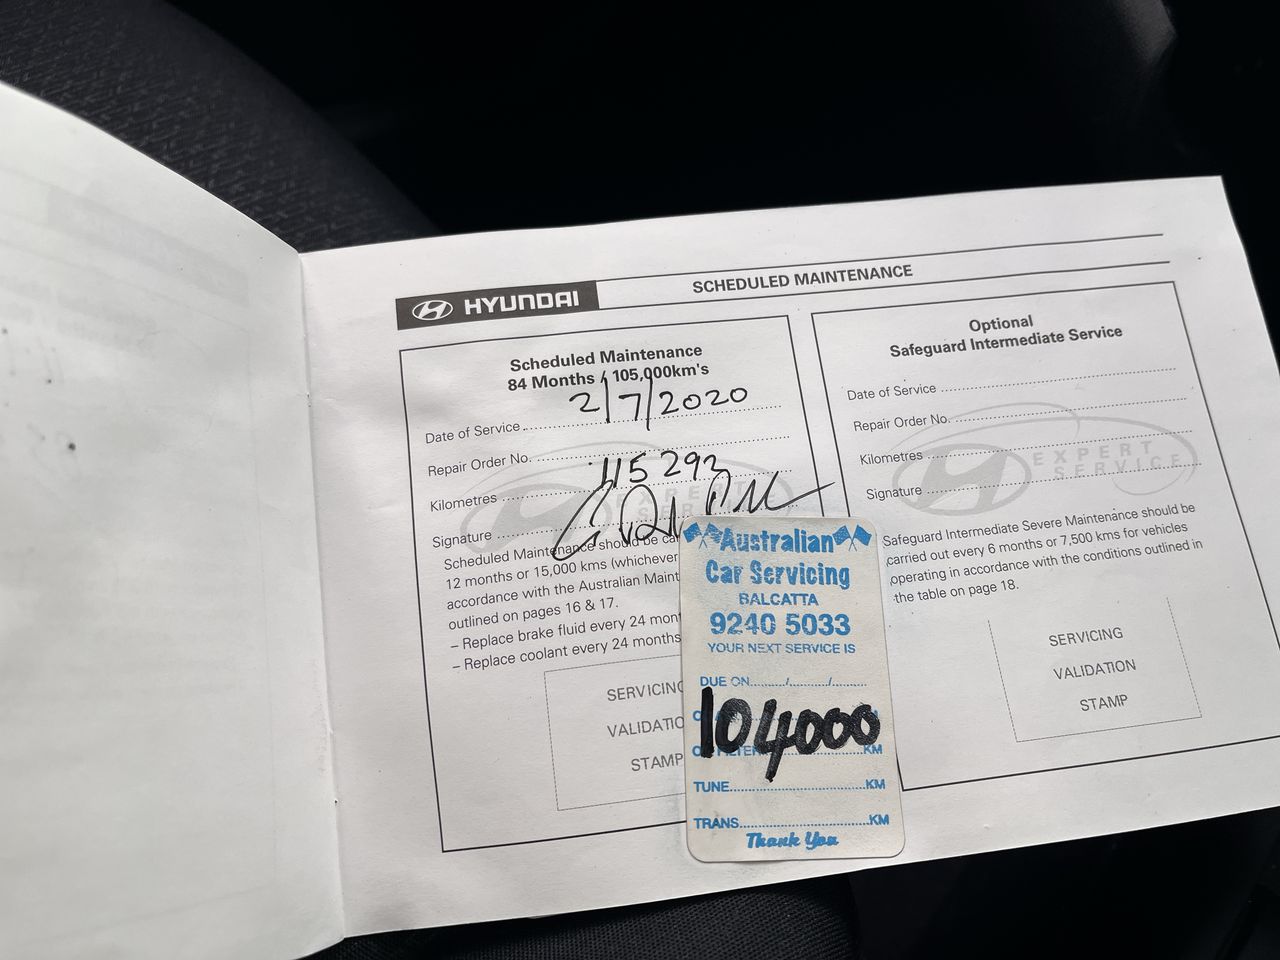 HYUNDAI
SCHEDULED MAINTENANCE
Scheduled Maintenance
84 Months / 105,000km's
Date of Service 2/7/2020
Repair Order No.
Kilometres 115 293
Signature
Scheduled Maintenance should be
12 months or 15,000 kms (whichever
accordance with the Australian
outlined on pages 16 & 17.
– Replace brake fluid every 24
– Replace coolant every 24 months
SERVICING
VALIDATIO
STAMP
Optional
Safeguard Intermediate Service
Date of Service
Repair Order No.
Kilometres
Signature
EXPERT
SERVICE
Safeguard Intermediate Severe Maintenance should be
carried out every 6 months or 7,500 kms for vehicles
operating in accordance with the conditions outlined in
the table on page 18.
SERVICING
VALIDATION
STAMP
Australian
Car Servicing
BALCATTA
9240 5033
YOUR NEXT SERVICE IS
DUE ON ....../....../......
104000
KM
TUNE KM
TRANS KM
Thank You